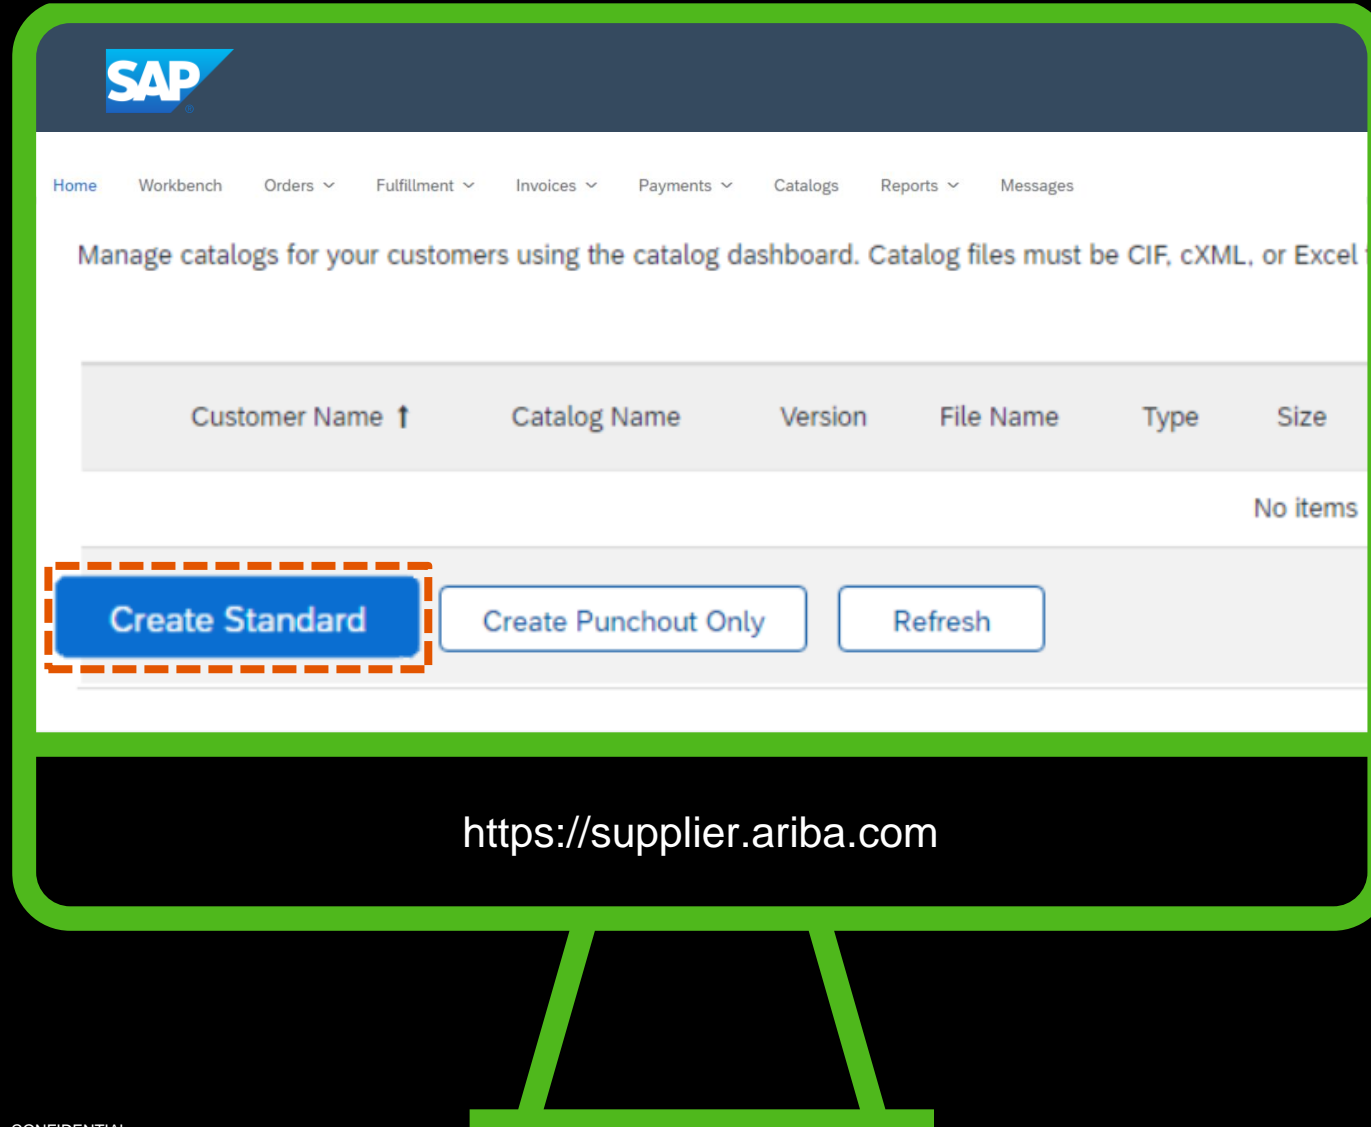 SAP
Home Workbench Orders Fulfillment Invoices Payments Catalogs Reports Messages
Manage catalogs for your customers using the catalog dashboard. Catalog files must be CIF, cXML, or Excel
Customer Name ↑ Catalog Name Version File Name Type Size
No items
Create Standard Create Punchout Only Refresh
https://supplier.ariba.com